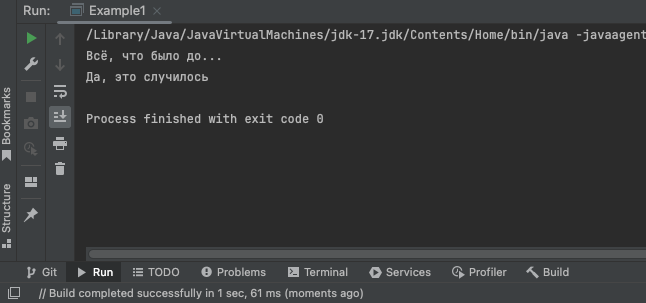 Run:
Example1
/Library/Java/JavaVirtualMachines/jdk-17.jdk/Contents/Home/bin/java -javaagent
Всё, что было до...
Да, это случилось
Process finished with exit code 0
Bookmarks
Structure
Git Run TODO Problems Terminal Services Profiler Build
// Build completed successfully in 1 sec, 61 ms (moments ago)